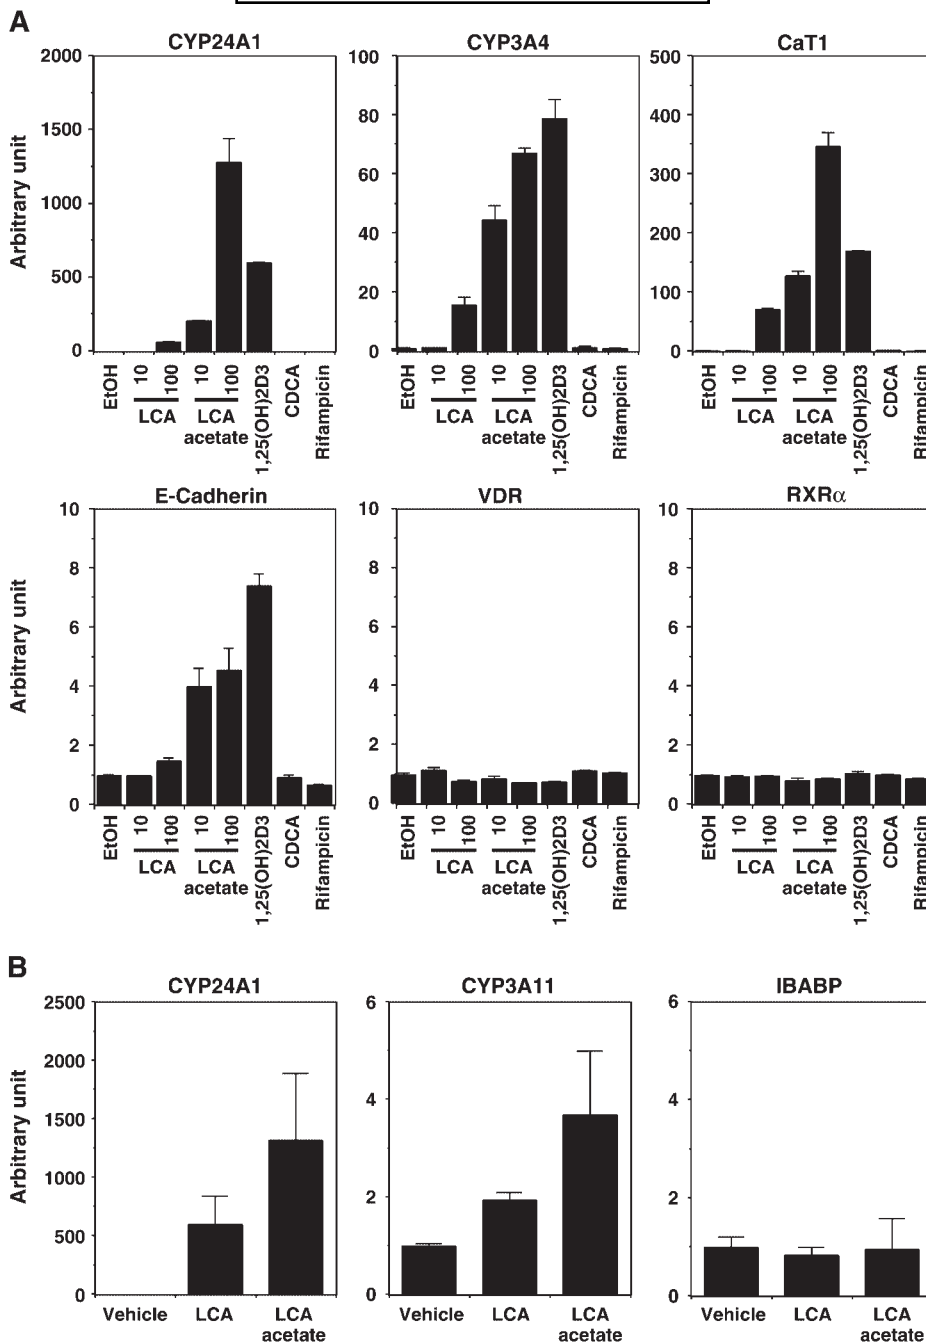 A
CYP24A1
CYP3A4
CaT1
Arbitrary unit
2000
1500
1000
500
0
100
80
60
40
20
0
500
400
300
200
100
0
EtOH
10
100
10
100
1,25(OH)2D3
CDCA
Rifampicin
LCA
LCA
acetate
EtOH
10
100
10
100
1,25(OH)2D3
CDCA
Rifampicin
LCA
LCA
acetate
EtOH
10
100
10
100
1,25(OH)2D3
CDCA
Rifampicin
LCA
LCA
acetate
E-Cadherin
VDR
RXRα
Arbitrary unit
10
8
6
4
2
0
10
8
6
4
2
0
10
8
6
4
2
0
EtOH
10
100
10
100
1,25(OH)2D3
CDCA
Rifampicin
LCA
LCA
acetate
EtOH
10
100
10
100
1,25(OH)2D3
CDCA
Rifampicin
LCA
LCA
acetate
EtOH
10
100
10
100
1,25(OH)2D3
CDCA
Rifampicin
LCA
LCA
acetate
B
CYP24A1
CYP3A11
IBABP
Arbitrary unit
2500
2000
1500
1000
500
0
6
4
2
0
6
4
2
0
Vehicle
LCA
LCA
acetate
Vehicle
LCA
LCA
acetate
Vehicle
LCA
LCA
acetate